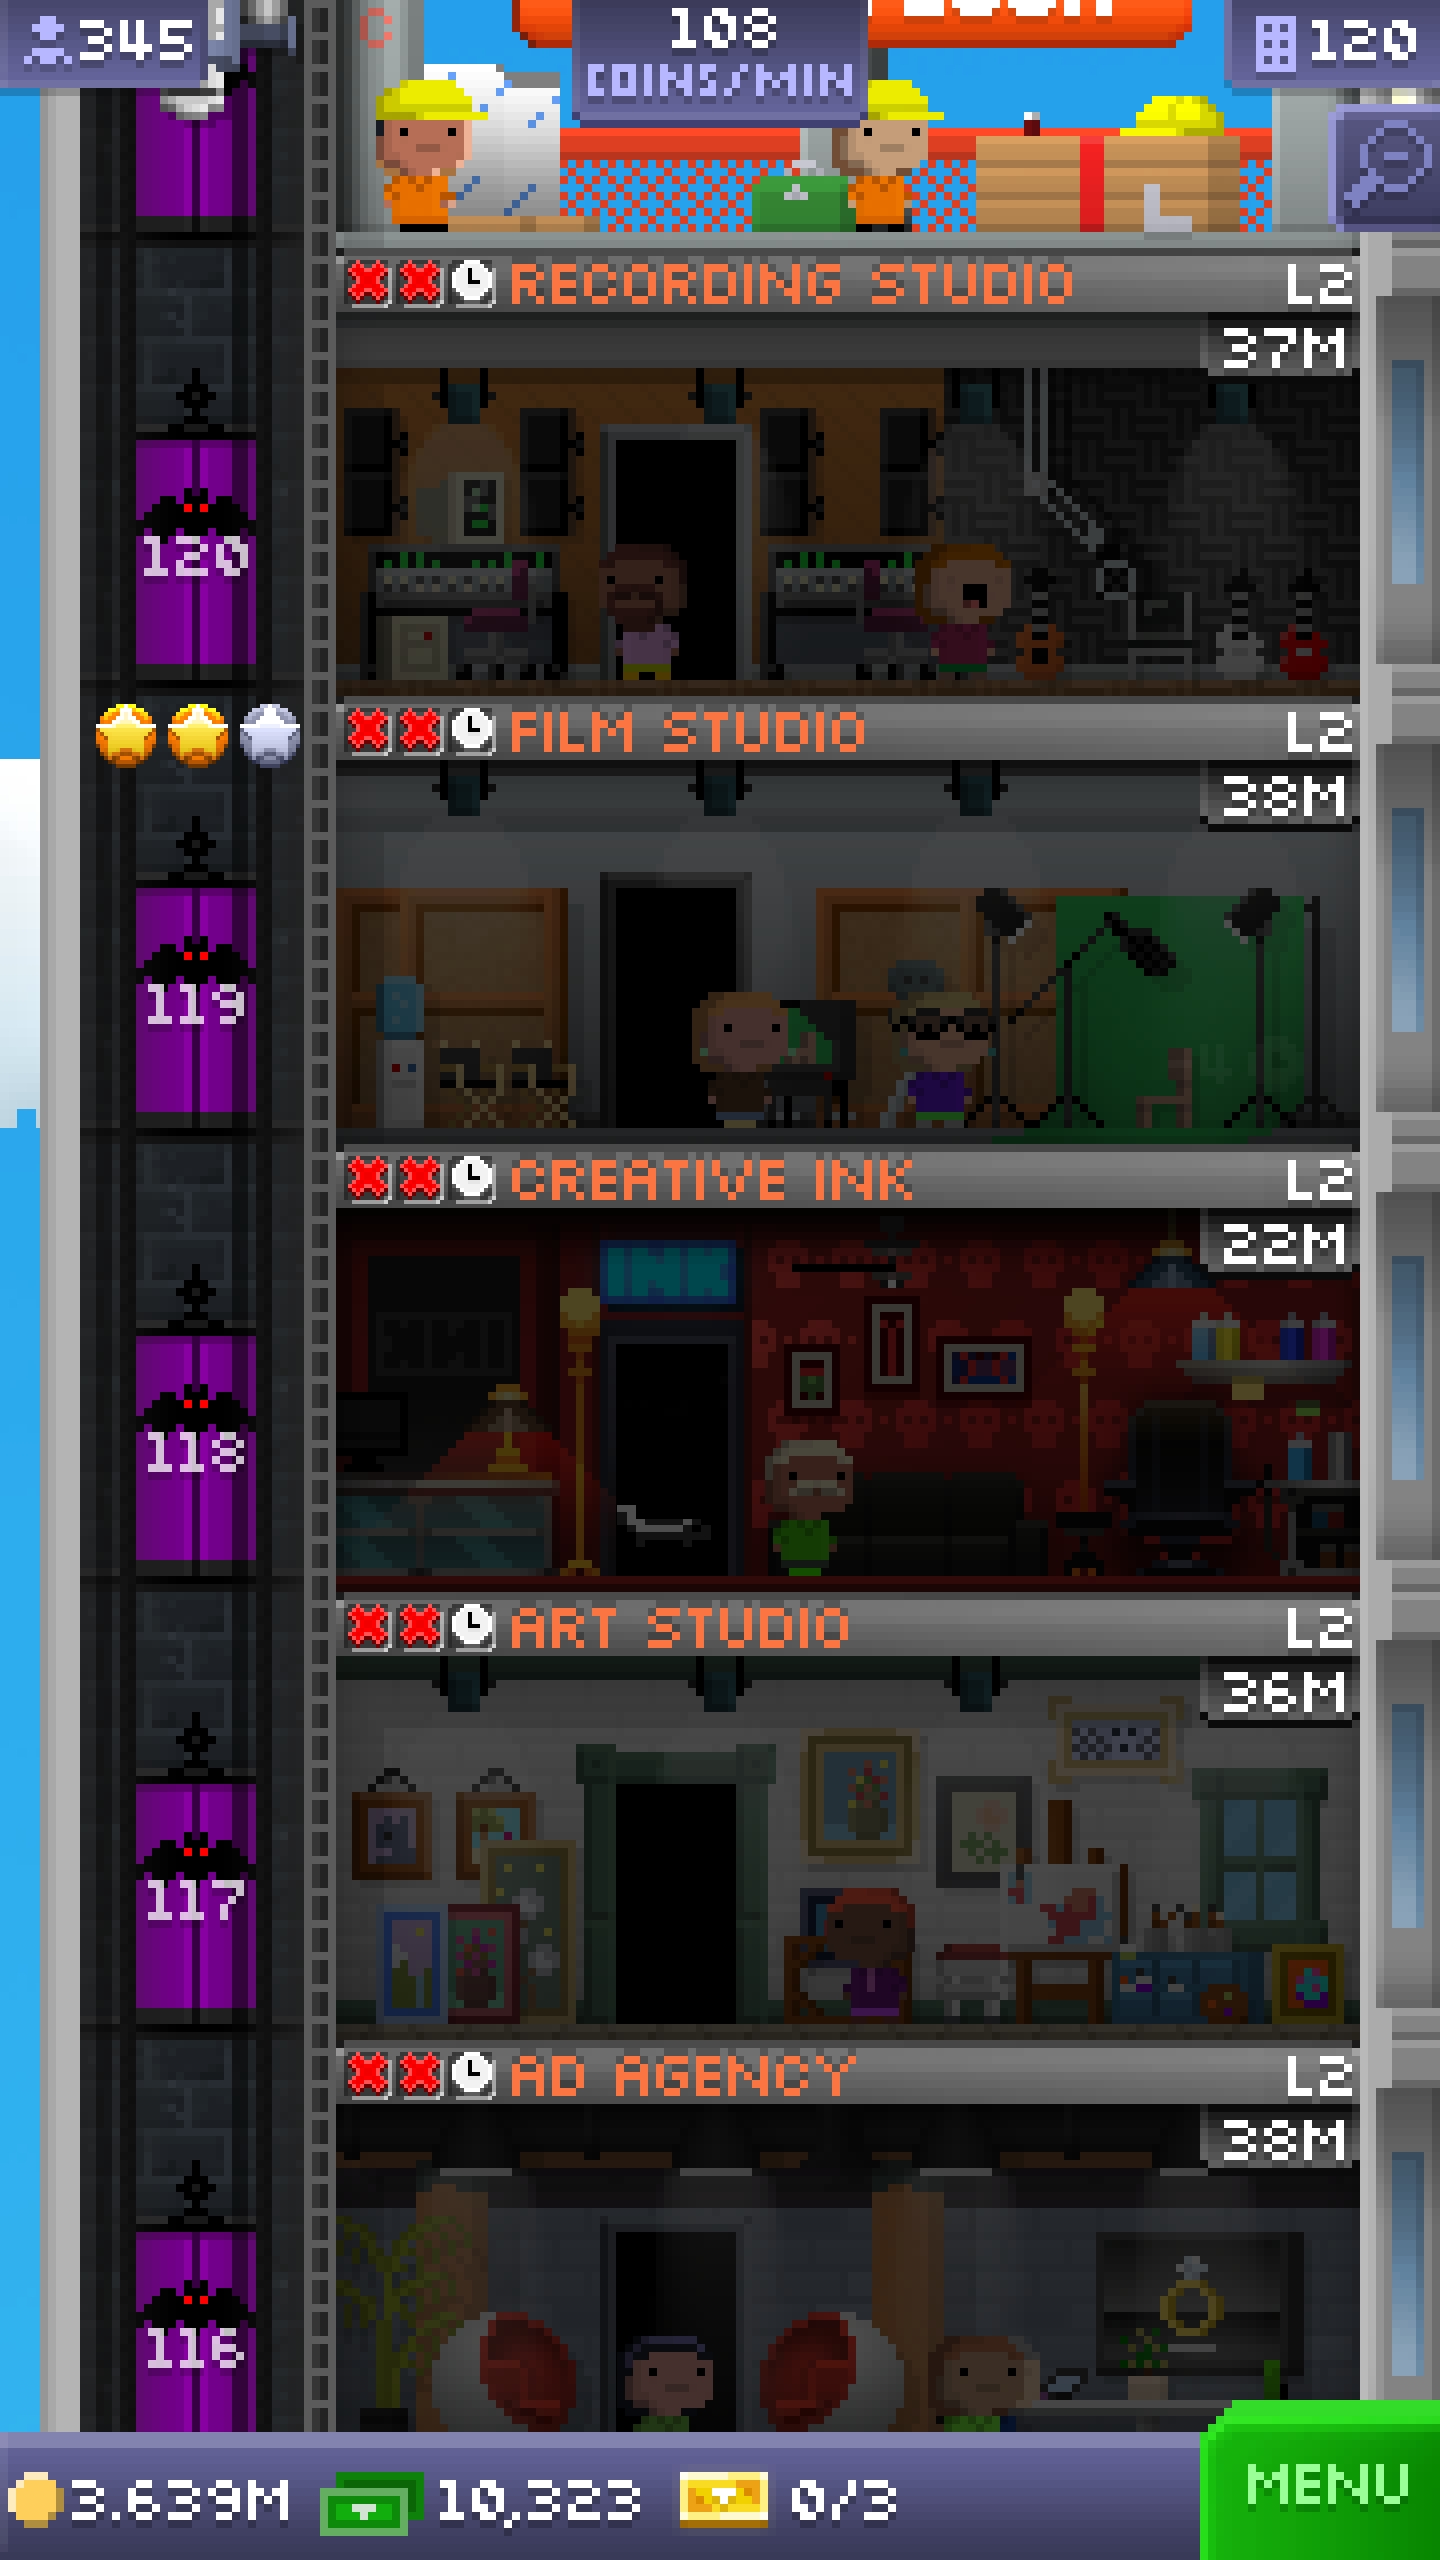 345
108
COINS/MIN
120
RECORDING STUDIO L2
37M
120
FILM STUDIO L2
38M
119
CREATIVE INK L2
22M
INK
118
ART STUDIO L2
36M
117
AD AGENCY L2
38M
116
3.639M 10,323 0/3
MENU